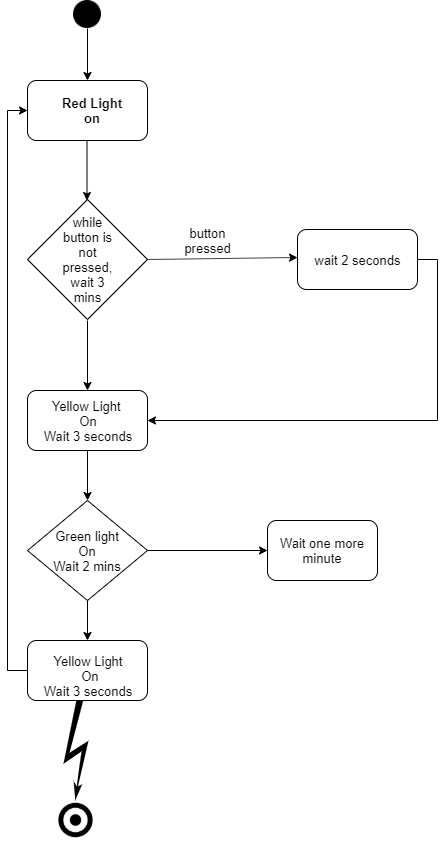 Red Light
on
while
button is
not
pressed,
wait 3
mins
button
pressed
wait 2 seconds
Yellow Light
On
Wait 3 seconds
Green light
On
Wait 2 mins
Wait one more
minute
Yellow Light
On
Wait 3 seconds